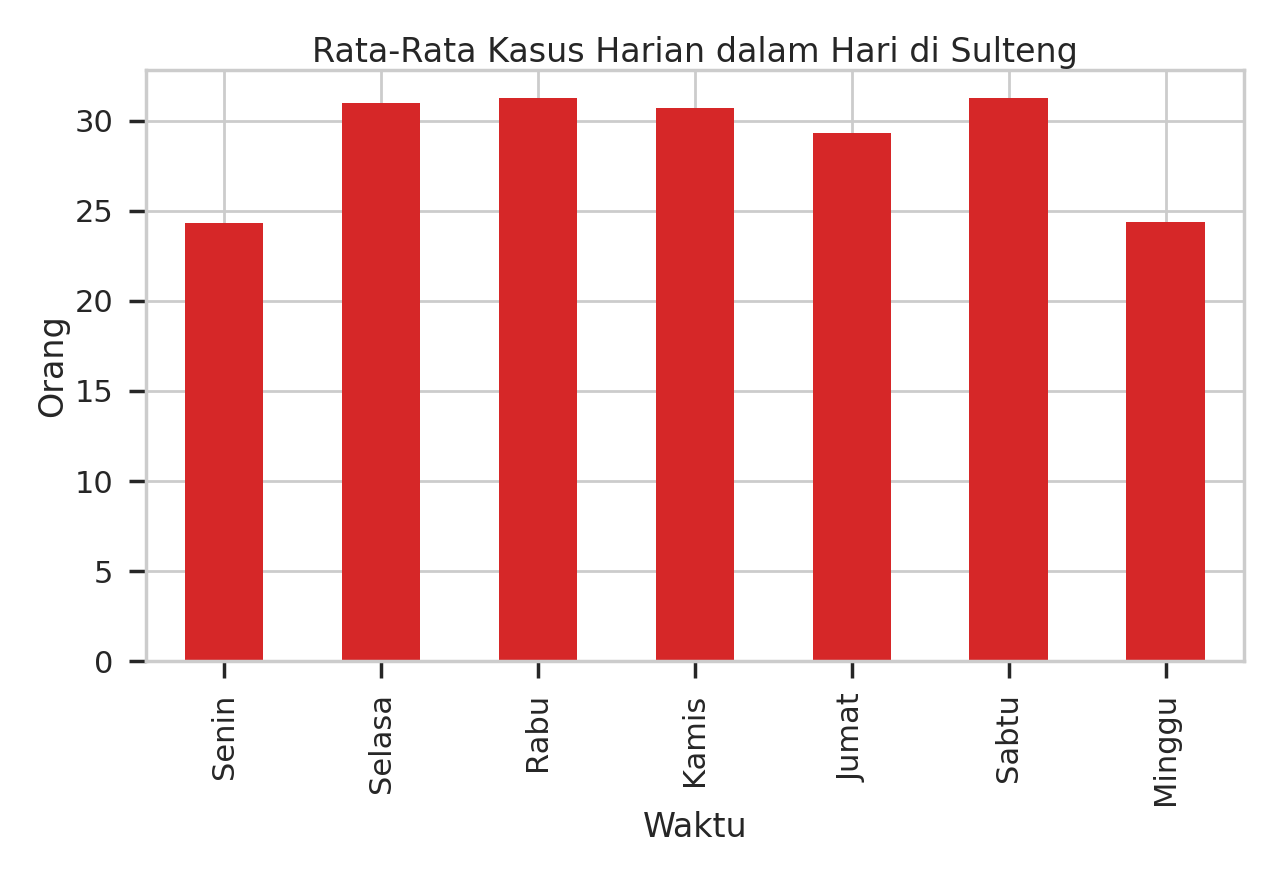 Rata-Rata Kasus Harian dalam Hari di Sulteng
Orang
30
25
20
15
10
5
0
Senin
Selasa
Rabu
Kamis
Jumat
Sabtu
Minggu
Waktu